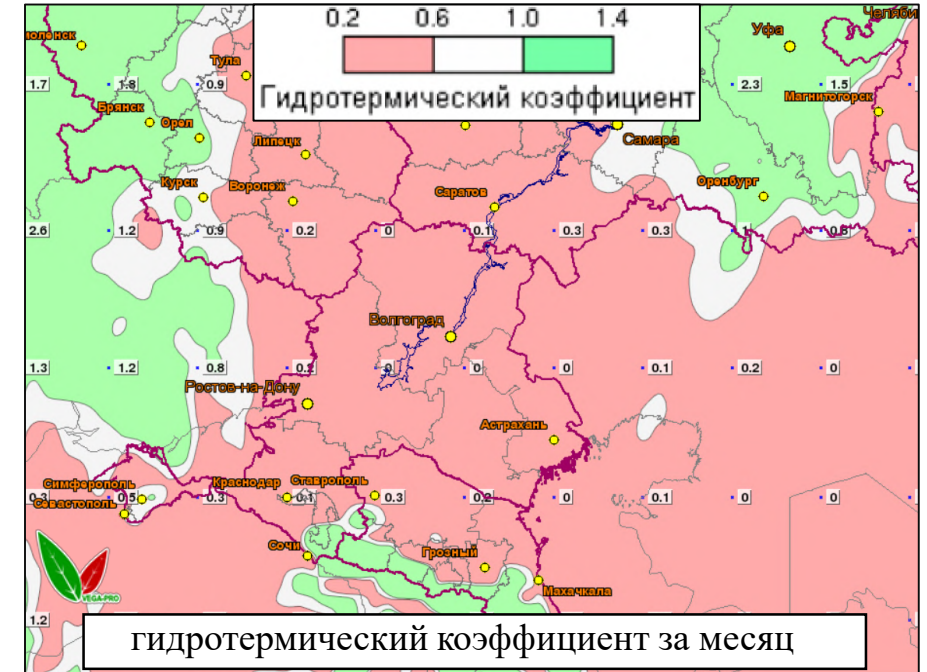 0.2 0.6 1.0 1.4
Гидротермический коэффициент
моленск
Тула
Уфа
Челяби
1.7 1.8 0.9 2.3 1.5
Магнитогорск
Брянск
Орел
Липецк
Самара
Курск
Воронеж
Саратов
Оренбург
2.6 1.2 0.9 0.2 0 0.1 0.3 0.3 1 0.8
Волгоград
1.3 1.2 0.8 0 0 0.1 0.2 0
Ростов-на-Дону
Астрахань
Симферополь
Краснодар
Ставрополь
0.3 0.5 0.3 0.1 0.3 0.2 0 0.1 0 0
Севастополь
Сочи
Грозный
Махачкала
VEGA-PRO
1.2
гидротермический коэффициент за месяц